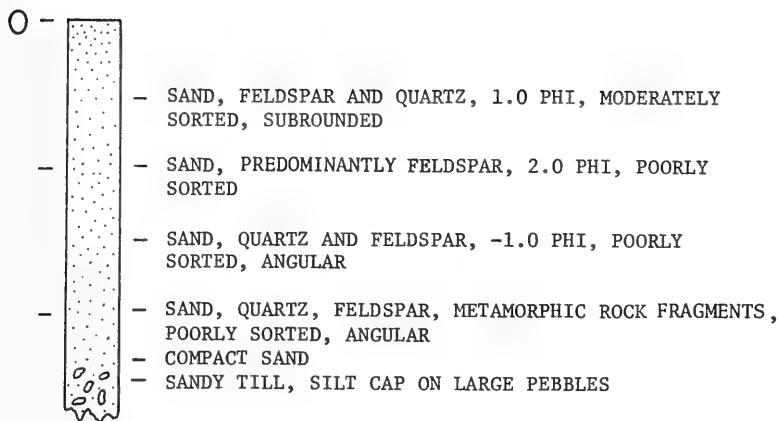 0
SAND, FELDSPAR AND QUARTZ, 1.0 PHI, MODERATELY
SORTED, SUBROUNDED
SAND, PREDOMINANTLY FELDSPAR, 2.0 PHI, POORLY
SORTED
SAND, QUARTZ AND FELDSPAR, -1.0 PHI, POORLY
SORTED, ANGULAR
SAND, QUARTZ, FELDSPAR, METAMORPHIC ROCK FRAGMENTS,
POORLY SORTED, ANGULAR
COMPACT SAND
SANDY TILL, SILT CAP ON LARGE PEBBLES